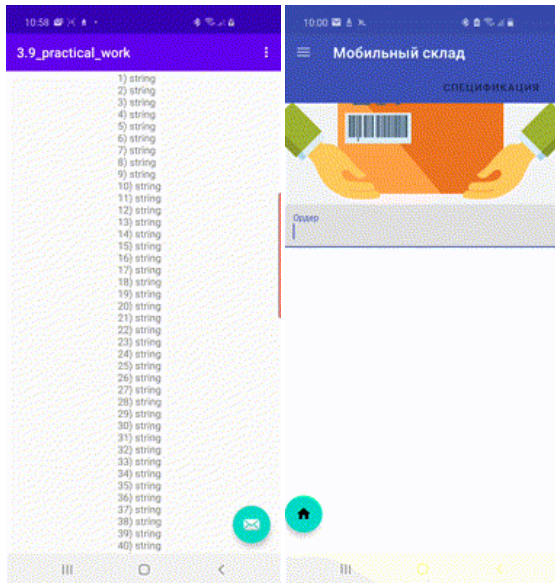 10:58
3.9_practical_work
1) string
2) string
3) string
4) string
5) string
6) string
7) string
8) string
9) string
10) string
11) string
12) string
13) string
14) string
15) string
16) string
17) string
18) string
19) string
20) string
21) string
22) string
23) string
24) string
25) string
26) string
27) string
28) string
29) string
30) string
31) string
32) string
33) string
34) string
35) string
36) string
37) string
38) string
39) string
40) string
10:00
Мобильный склад
СПЕЦИФИКАЦИЯ
Ордер